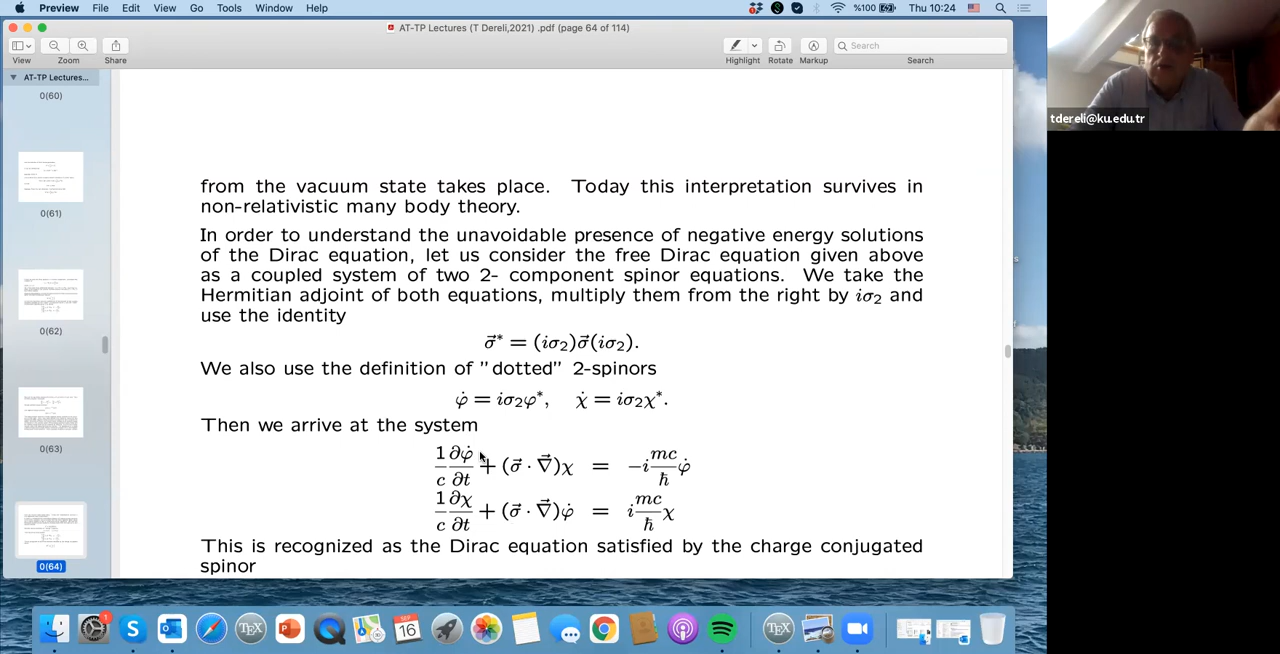 Preview File Edit View Go Tools Window Help %100 Thu 10:24
AT-TP Lectures (T Dereli,2021) .pdf (page 64 of 114)
Search
View Zoom Share Highlight Rotate Markup Search
AT-TP Lectures...
0(60)
0(61)
0(62)
0(63)
0(64)
tdereli@ku.edu.tr
from the vacuum state takes place. Today this interpretation survives in
non-relativistic many body theory.
In order to understand the unavoidable presence of negative energy solutions
of the Dirac equation, let us consider the free Dirac equation given above
as a coupled system of two 2- component spinor equations. We take the
Hermitian adjoint of both equations, multiply them from the right by iσ₂ and
use the identity
σ⃗* = (iσ₂)σ⃗(iσ₂).
We also use the definition of "dotted" 2-spinors
φ̇ = iσ₂φ*, χ̇ = iσ₂χ*.
Then we arrive at the system
1/c ∂φ̇/∂t + (σ⃗ · ∇⃗)χ = −i mc/ħ φ̇
1/c ∂χ/∂t + (σ⃗ · ∇⃗)φ̇ = i mc/ħ χ
This is recognized as the Dirac equation satisfied by the charge conjugated
spinor
SEP
16
1
TEX
TEX